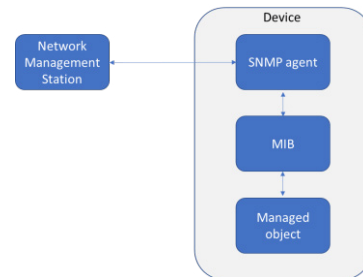 Device
Network
Management
Station
SNMP agent
MIB
Managed
object